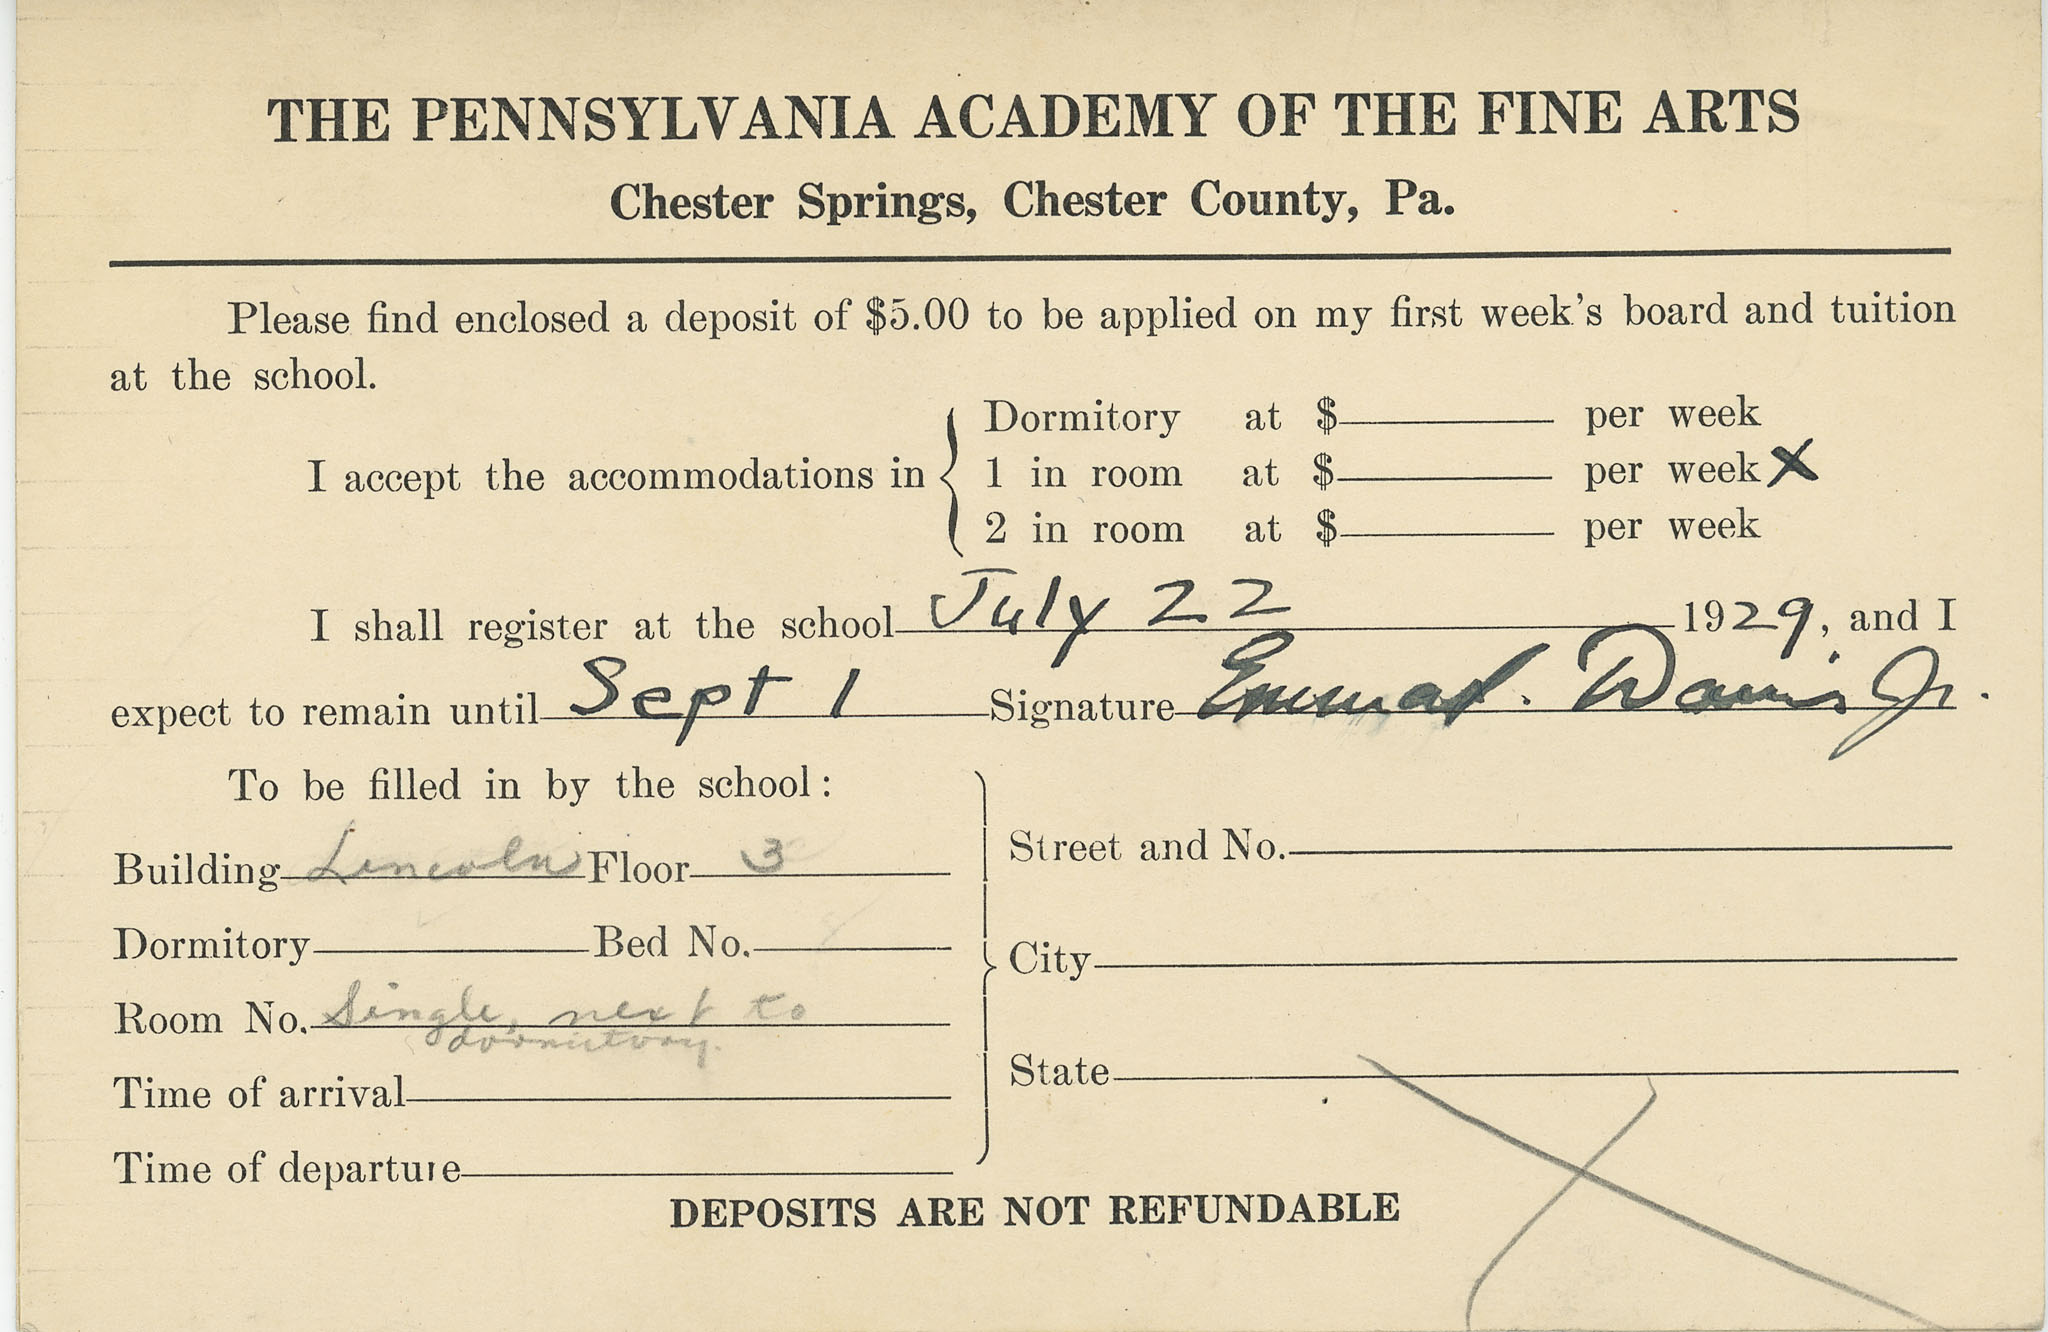 THE PENNSYLVANIA ACADEMY OF THE FINE ARTS
Chester Springs, Chester County, Pa.
Please find enclosed a deposit of $5.00 to be applied on my first week's board and tuition
at the school.
Dormitory at $ per week
I accept the accommodations in 1 in room at $ per week X
2 in room at $ per week
I shall register at the school July 22 1929, and I
expect to remain until Sept 1 Signature Jr.
To be filled in by the school:
Building Lincoln Floor 3
Street and No.
Dormitory Bed No.
City
Room No. Single, next to
dormitory.
State
Time of arrival
Time of departure
DEPOSITS ARE NOT REFUNDABLE